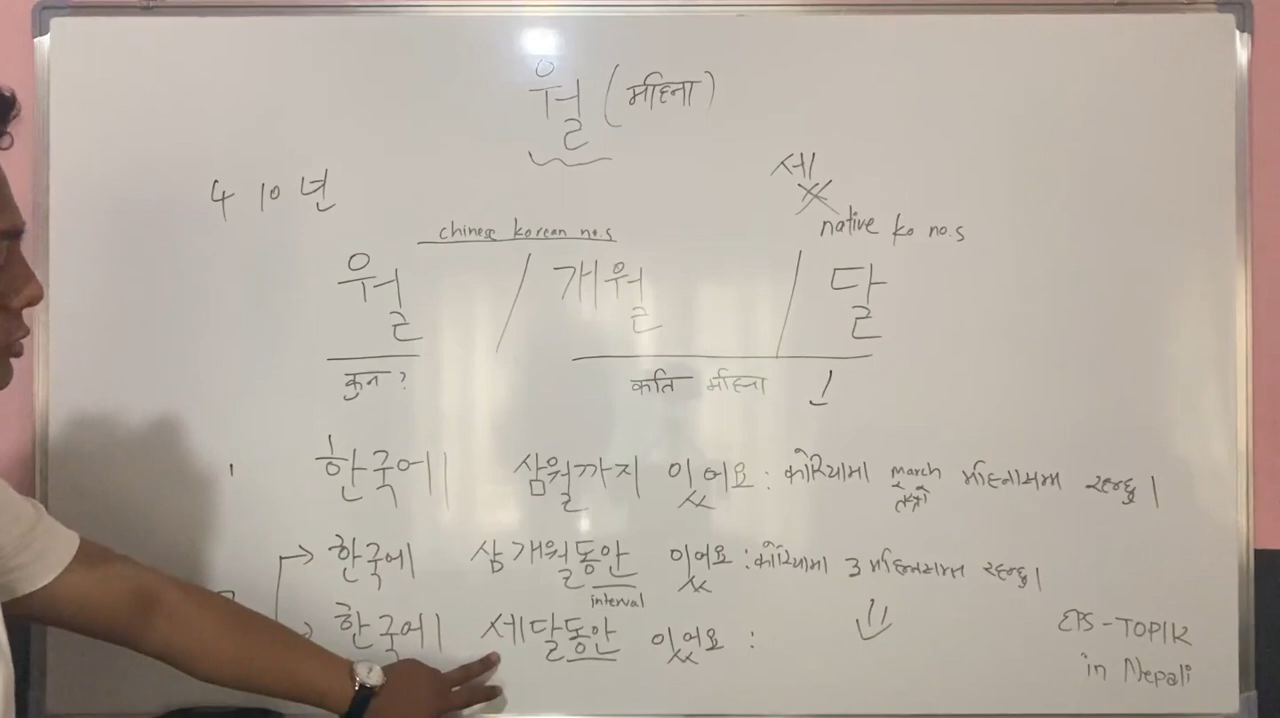 월 (महिना)
4 10년
세
chinese korean no.s
native ko no.s
월 / 개월 / 달
कुन ?
कति महिना
한국에 삼월까지 있어요 : कोरियामा march महिनासम्म रहन्छु।
한국에 삼개월동안 있어요 : कोरियामा 3 महिनासम्म रहन्छु।
interval
한국에 세달동안 있어요 :
EPS-TOPIK
in Nepali